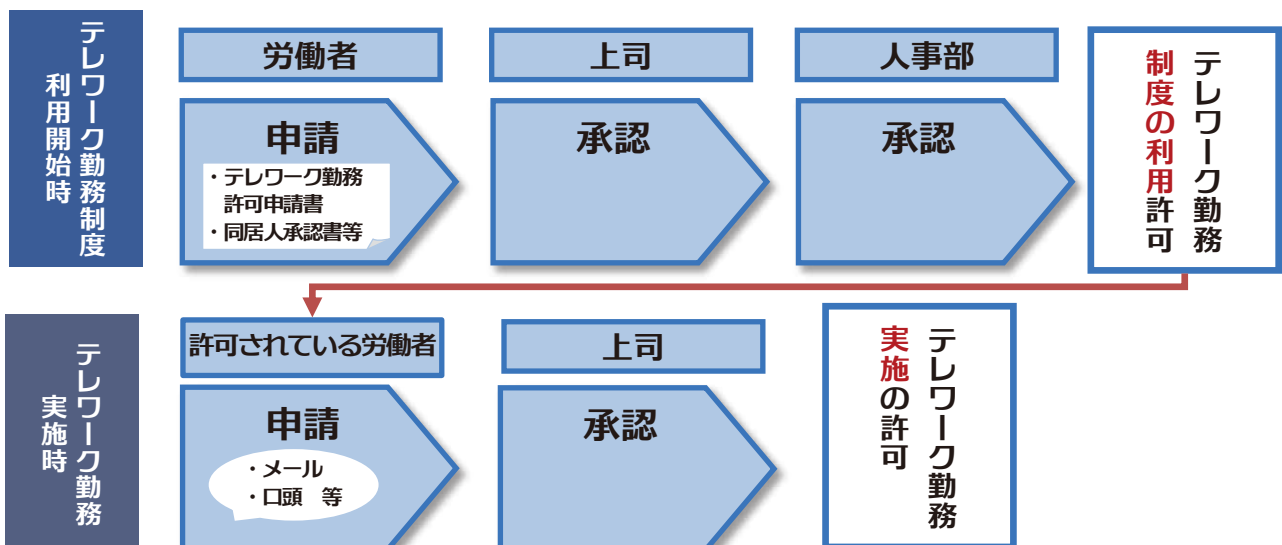 テレワーク勤務制度
利用開始時
労働者
申請
・テレワーク勤務
許可申請書
・同居人承認書等
上司
承認
人事部
承認
テレワーク勤務
制度の利用許可
テレワーク勤務
実施時
許可されている労働者
申請
・メール
・口頭　等
上司
承認
テレワーク勤務
実施の許可